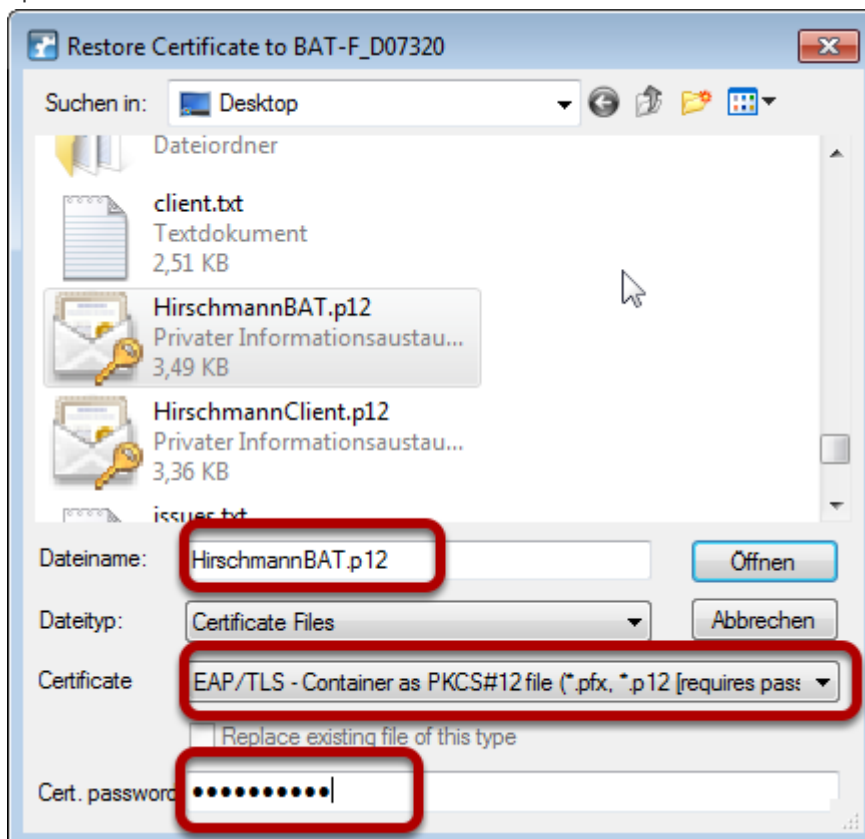 Restore Certificate to BAT-F_D07320
Suchen in:
Desktop
Dateiordner
client.txt
Textdokument
2,51 KB
HirschmannBAT.p12
Privater Informationsaustau...
3,49 KB
HirschmannClient.p12
Privater Informationsaustau...
3,36 KB
issues.txt
Dateiname:
HirschmannBAT.p12
Öffnen
Dateityp:
Certificate Files
Abbrechen
Certificate
EAP/TLS - Container as PKCS#12 file (*.pfx, *.p12 [requires pass
Replace existing file of this type
Cert. password